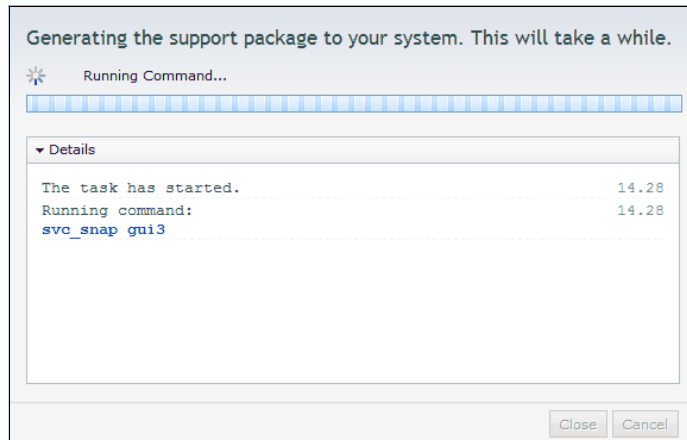 Generating the support package to your system. This will take a while.
Running Command...
Details
The task has started. 14.28
Running command: 14.28
svc_snap gui3
Close Cancel